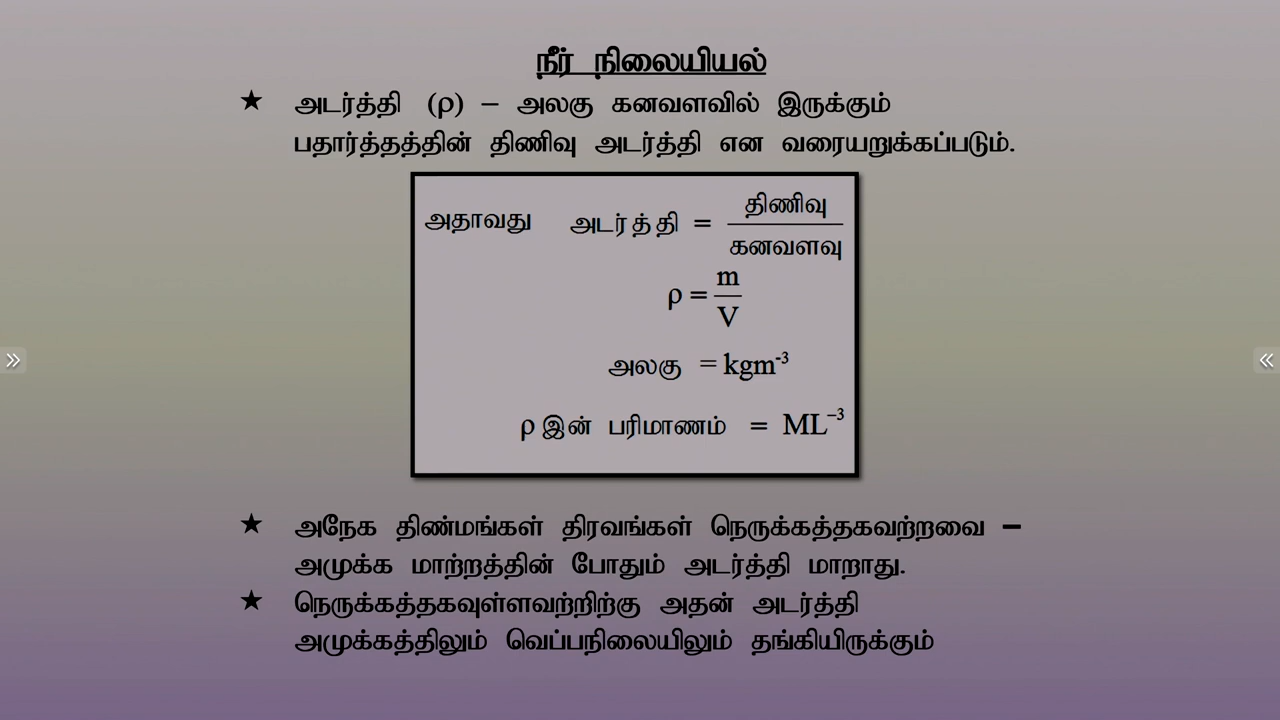 நீர் நிலையியல்
★ அடர்த்தி (ρ) – அலகு கனவளவில் இருக்கும்
பதார்த்தத்தின் திணிவு அடர்த்தி என வரையறுக்கப்படும்.
அதாவது அடர்த்தி = திணிவு / கனவளவு
ρ = m / V
அலகு = kgm⁻³
ρ இன் பரிமாணம் = ML⁻³
★ அநேக திண்மங்கள் திரவங்கள் நெருக்கத்தகவற்றவை –
அமுக்க மாற்றத்தின் போதும் அடர்த்தி மாறாது.
★ நெருக்கத்தகவுள்ளவற்றிற்கு அதன் அடர்த்தி
அமுக்கத்திலும் வெப்பநிலையிலும் தங்கியிருக்கும்